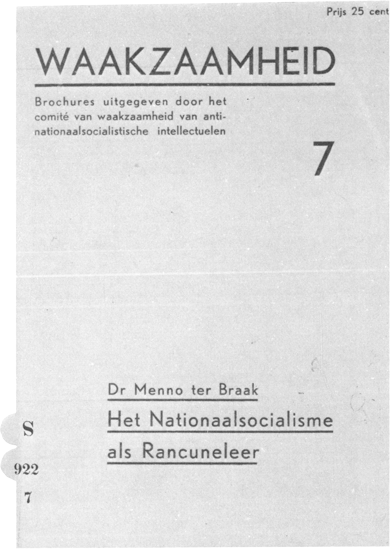 Prijs 25 cent
WAAKZAAMHEID
Brochures uitgegeven door het
comité van waakzaamheid van anti-
nationaalsocialistische intellectuelen
7
Dr Menno ter Braak
Het Nationaalsocialisme
als Rancuneleer
S
922
7